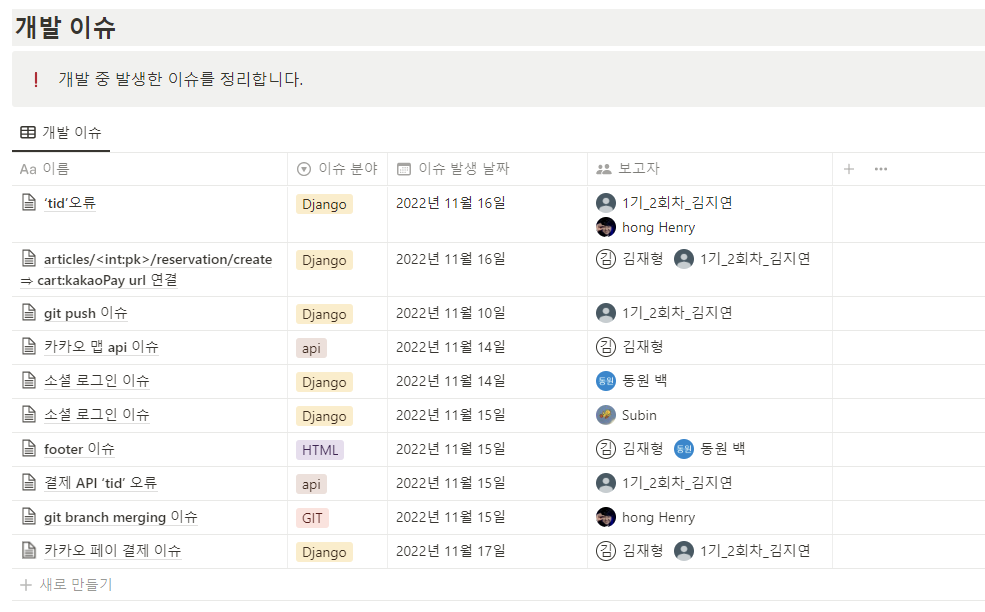 개발 이슈
❗ 개발 중 발생한 이슈를 정리합니다.
개발 이슈
Aa 이름 이슈 분야 이슈 발생 날짜 보고자 + ···
‘tid’오류 Django 2022년 11월 16일 1기_2회차_김지연
hong Henry
articles/<int:pk>/reservation/create Django 2022년 11월 16일 김 김재형 1기_2회차_김지연
⇒ cart:kakaoPay url 연결
git push 이슈 Django 2022년 11월 10일 1기_2회차_김지연
카카오 맵 api 이슈 api 2022년 11월 14일 김 김재형
소셜 로그인 이슈 Django 2022년 11월 14일 동원 동원 백
소셜 로그인 이슈 Django 2022년 11월 15일 Subin
footer 이슈 HTML 2022년 11월 15일 김 김재형 동원 동원 백
결제 API ‘tid’ 오류 api 2022년 11월 15일 1기_2회차_김지연
git branch merging 이슈 GIT 2022년 11월 15일 hong Henry
카카오 페이 결제 이슈 Django 2022년 11월 17일 김 김재형 1기_2회차_김지연
+ 새로 만들기